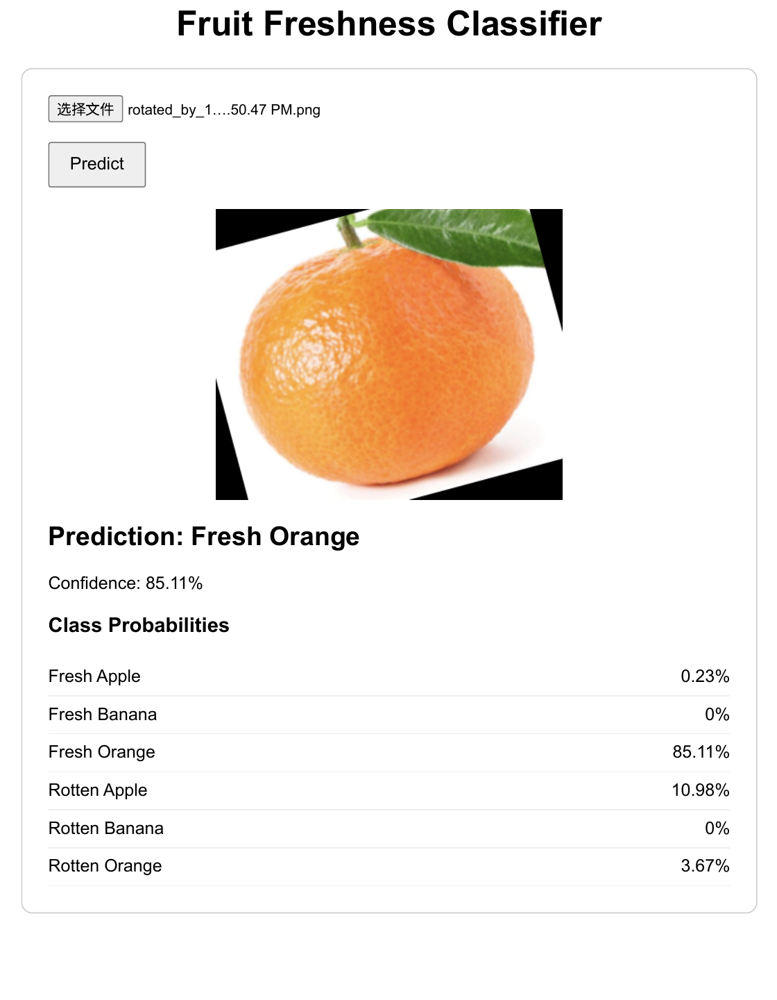 Fruit Freshness Classifier
选择文件 rotated_by_1….50.47 PM.png
Predict
Prediction: Fresh Orange
Confidence: 85.11%
Class Probabilities
Fresh Apple 0.23%
Fresh Banana 0%
Fresh Orange 85.11%
Rotten Apple 10.98%
Rotten Banana 0%
Rotten Orange 3.67%